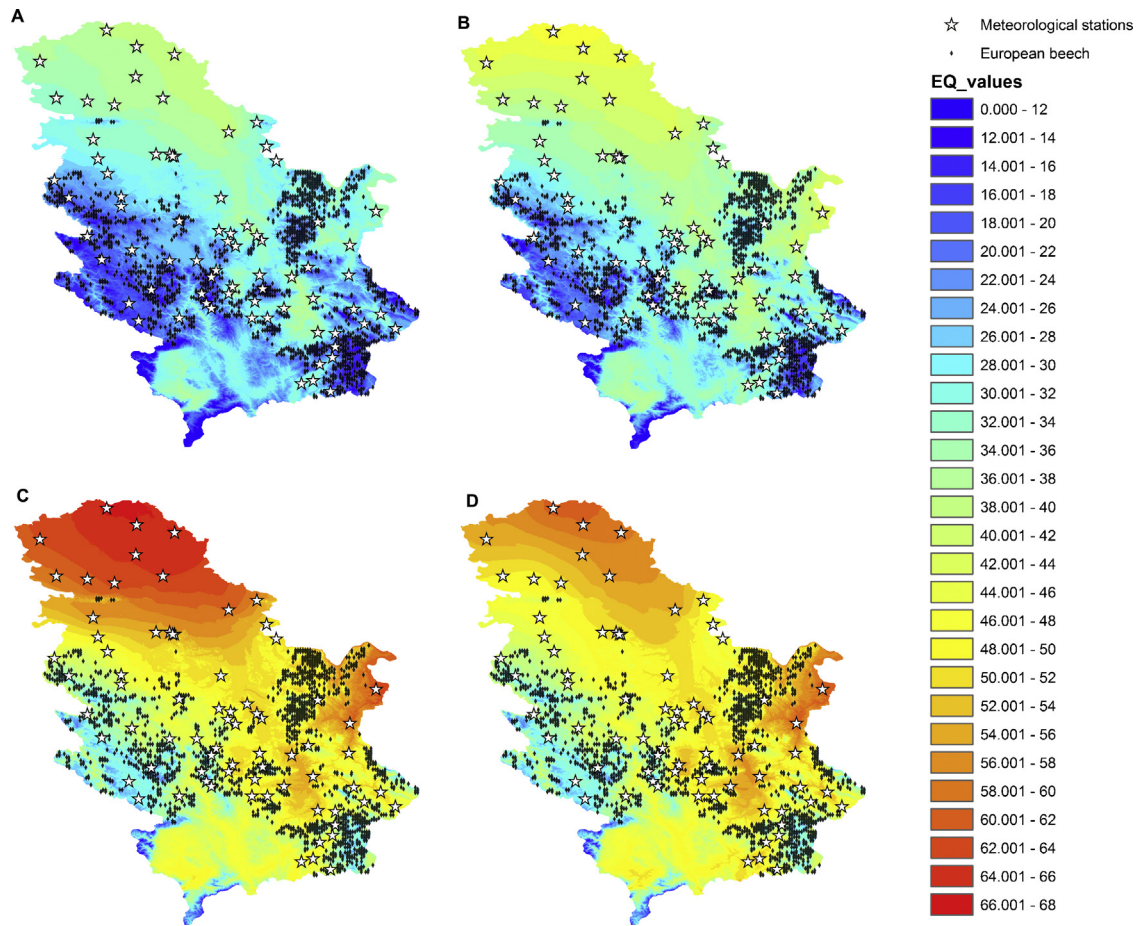 A
B
Meteorological stations
European beech
EQ_values
0.000 - 12
12.001 - 14
14.001 - 16
16.001 - 18
18.001 - 20
20.001 - 22
22.001 - 24
24.001 - 26
26.001 - 28
28.001 - 30
30.001 - 32
32.001 - 34
34.001 - 36
36.001 - 38
38.001 - 40
40.001 - 42
42.001 - 44
44.001 - 46
46.001 - 48
48.001 - 50
50.001 - 52
52.001 - 54
54.001 - 56
56.001 - 58
58.001 - 60
60.001 - 62
62.001 - 64
64.001 - 66
66.001 - 68
C
D